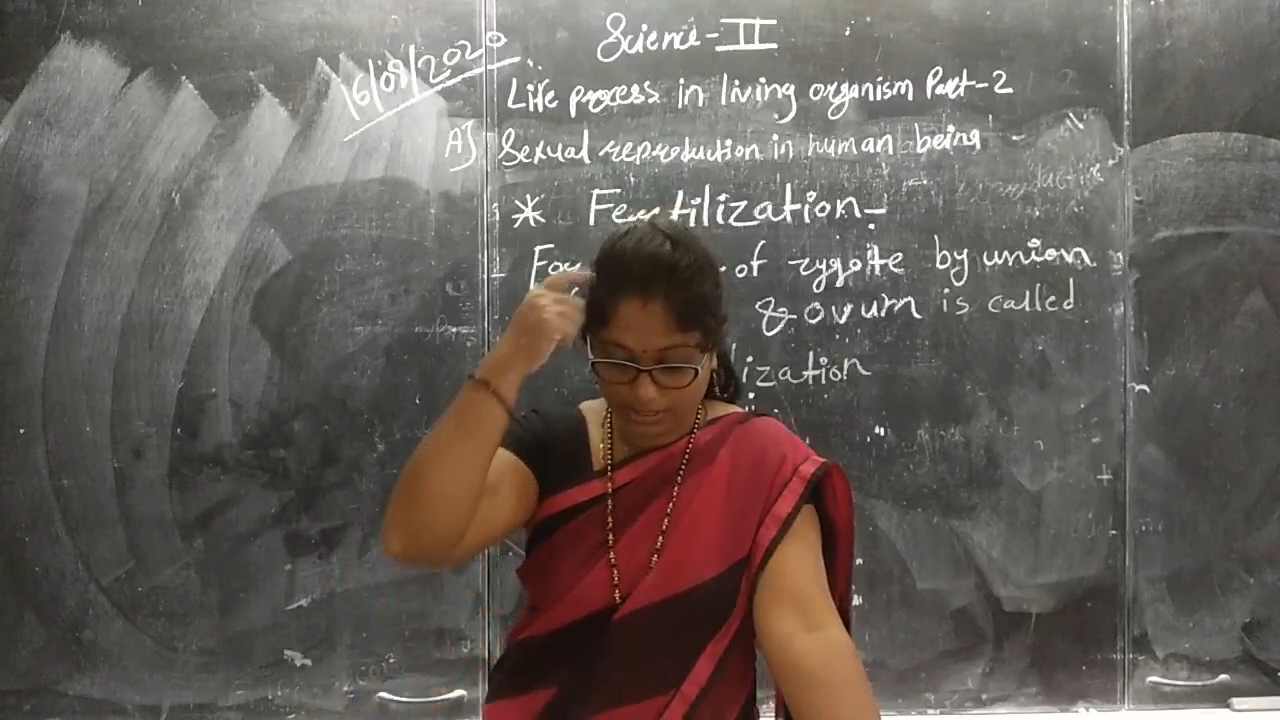 Science-II
16/09/2020
Life process in living organism Part-2
A] Sexual reproduction in human being
* Fertilization-
of zygote by union
& ovum is called
lization